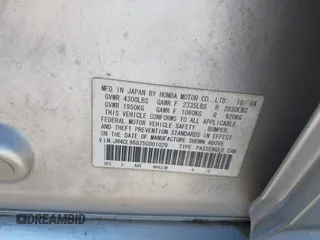 MFD. IN JAPAN BY HONDA MOTOR CO., LTD. 10/04
GVWR 4300LBS GAWR F 2335LBS R 2030LBS
GVWR 1950KG GAWR F 1060KG R 920KG
THIS VEHICLE CONFORMS TO ALL APPLICABLE
FEDERAL MOTOR VEHICLE SAFETY, BUMPER,
AND THEFT PREVENTION STANDARDS IN EFFECT
ON THE DATE OF MANUFACTURE SHOWN ABOVE.
V.I.N. JH4CL96825C001029 TYPE: PASSENGER CAR
DREAMBID